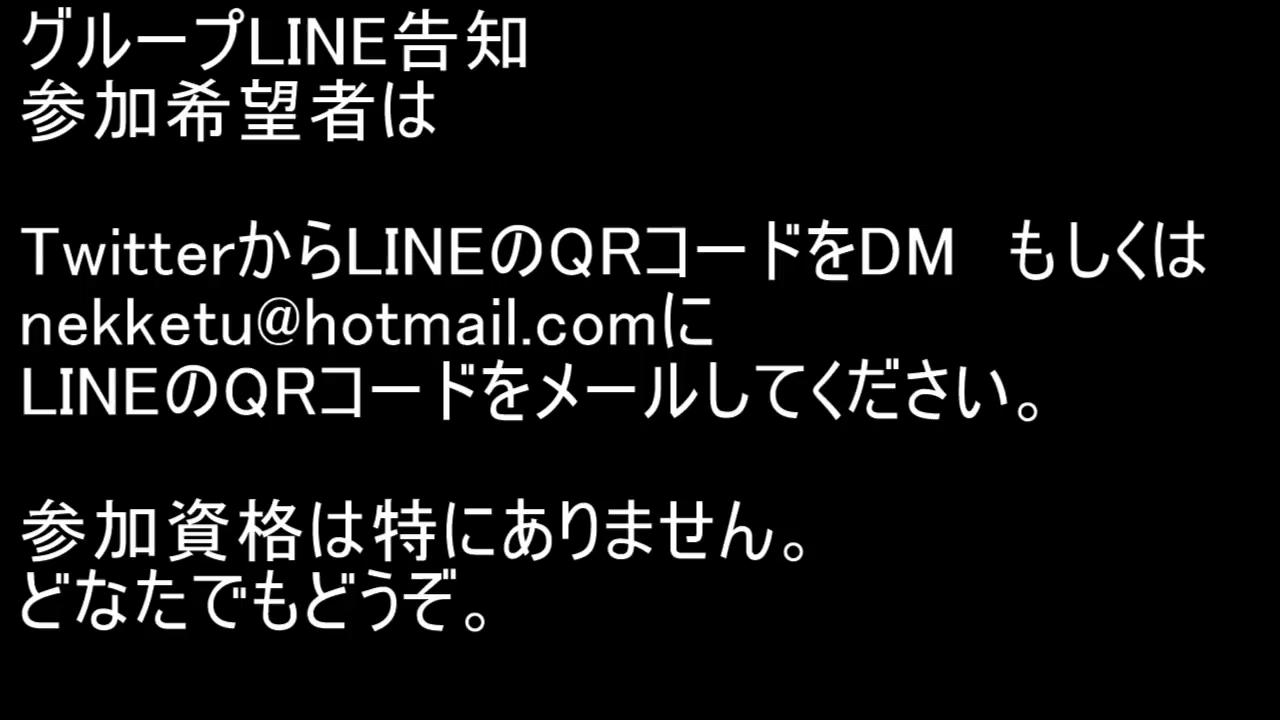 グループLINE告知
参加希望者は
TwitterからLINEのQRコードをDM　もしくは
nekketu@hotmail.comに
LINEのQRコードをメールしてください。
参加資格は特にありません。
どなたでもどうぞ。